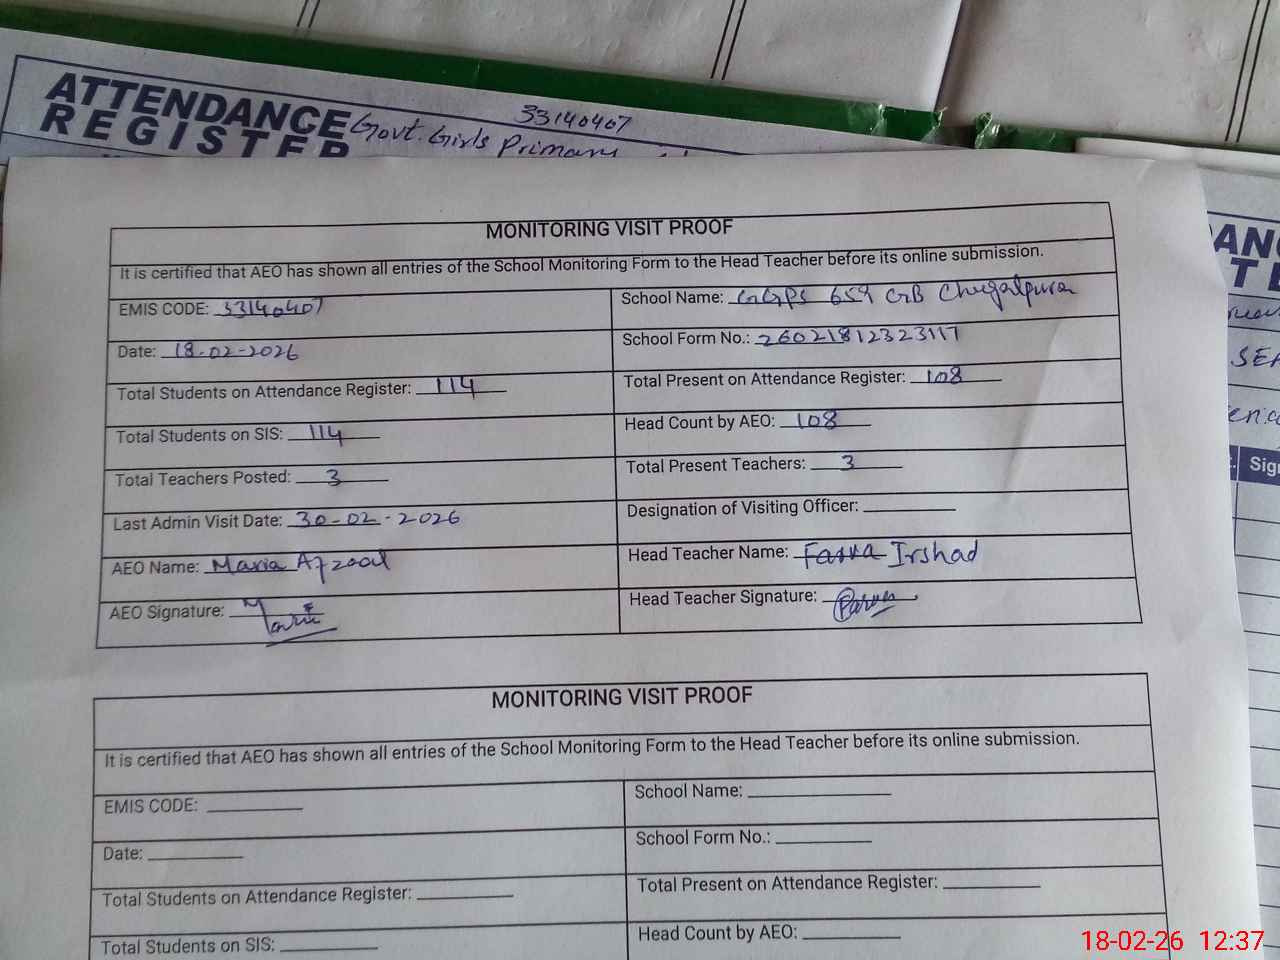 ATTENDANCE
REGISTER
33140407
Govt. Girls Primary
MONITORING VISIT PROOF
It is certified that AEO has shown all entries of the School Monitoring Form to the Head Teacher before its online submission.
EMIS CODE: 33140407
School Name: GGPS 659 GB Chugalpura
Date: 18-02-2026
School Form No.: 26021812323117
Total Students on Attendance Register: 114
Total Present on Attendance Register: 108
Total Students on SIS: 114
Head Count by AEO: 108
Total Teachers Posted: 3
Total Present Teachers: 3
Last Admin Visit Date: 30-02-2026
Designation of Visiting Officer:
AEO Name: Maria Afzaal
Head Teacher Name: Farva Irshad
AEO Signature:
Head Teacher Signature:
MONITORING VISIT PROOF
It is certified that AEO has shown all entries of the School Monitoring Form to the Head Teacher before its online submission.
EMIS CODE:
School Name:
Date:
School Form No.:
Total Students on Attendance Register:
Total Present on Attendance Register:
Total Students on SIS:
Head Count by AEO:
18-02-26 12:37